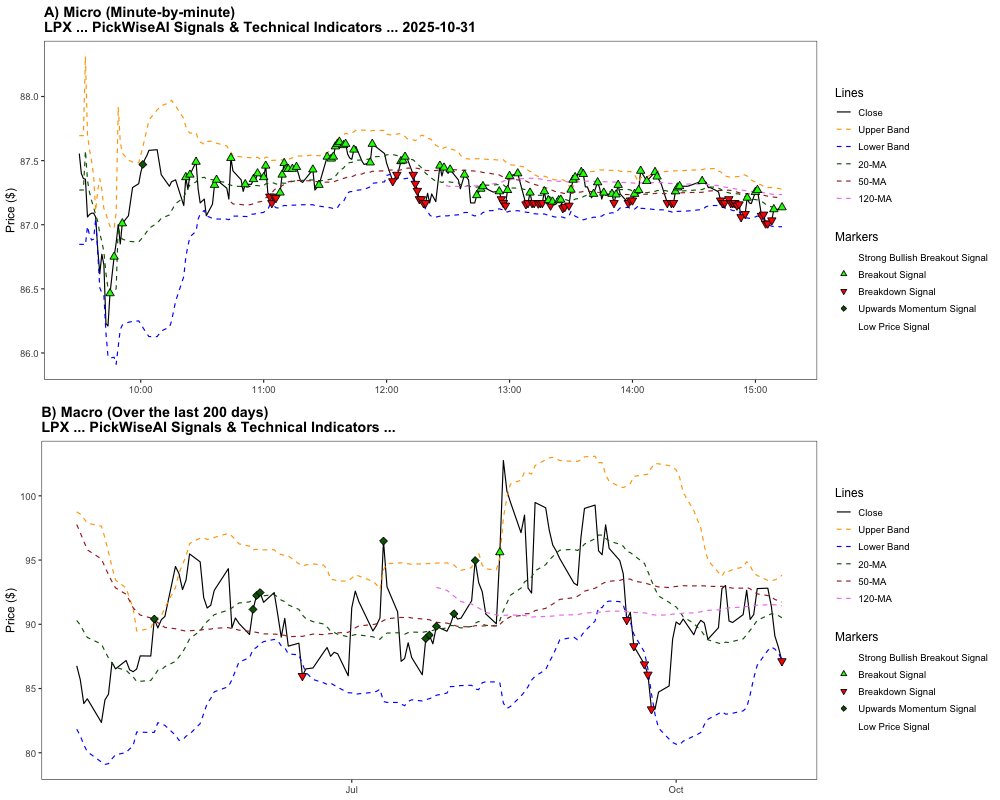 A) Micro (Minute-by-minute)
LPX ... PickWiseAI Signals & Technical Indicators ... 2025-10-31
Price ($)
88.0
87.5
87.0
86.5
86.0
10:00
11:00
12:00
13:00
14:00
15:00
Lines
Close
Upper Band
Lower Band
20-MA
50-MA
120-MA
Markers
Strong Bullish Breakout Signal
Breakout Signal
Breakdown Signal
Upwards Momentum Signal
Low Price Signal
B) Macro (Over the last 200 days)
LPX ... PickWiseAI Signals & Technical Indicators ...
Price ($)
100
95
90
85
80
Jul
Oct
Lines
Close
Upper Band
Lower Band
20-MA
50-MA
120-MA
Markers
Strong Bullish Breakout Signal
Breakout Signal
Breakdown Signal
Upwards Momentum Signal
Low Price Signal